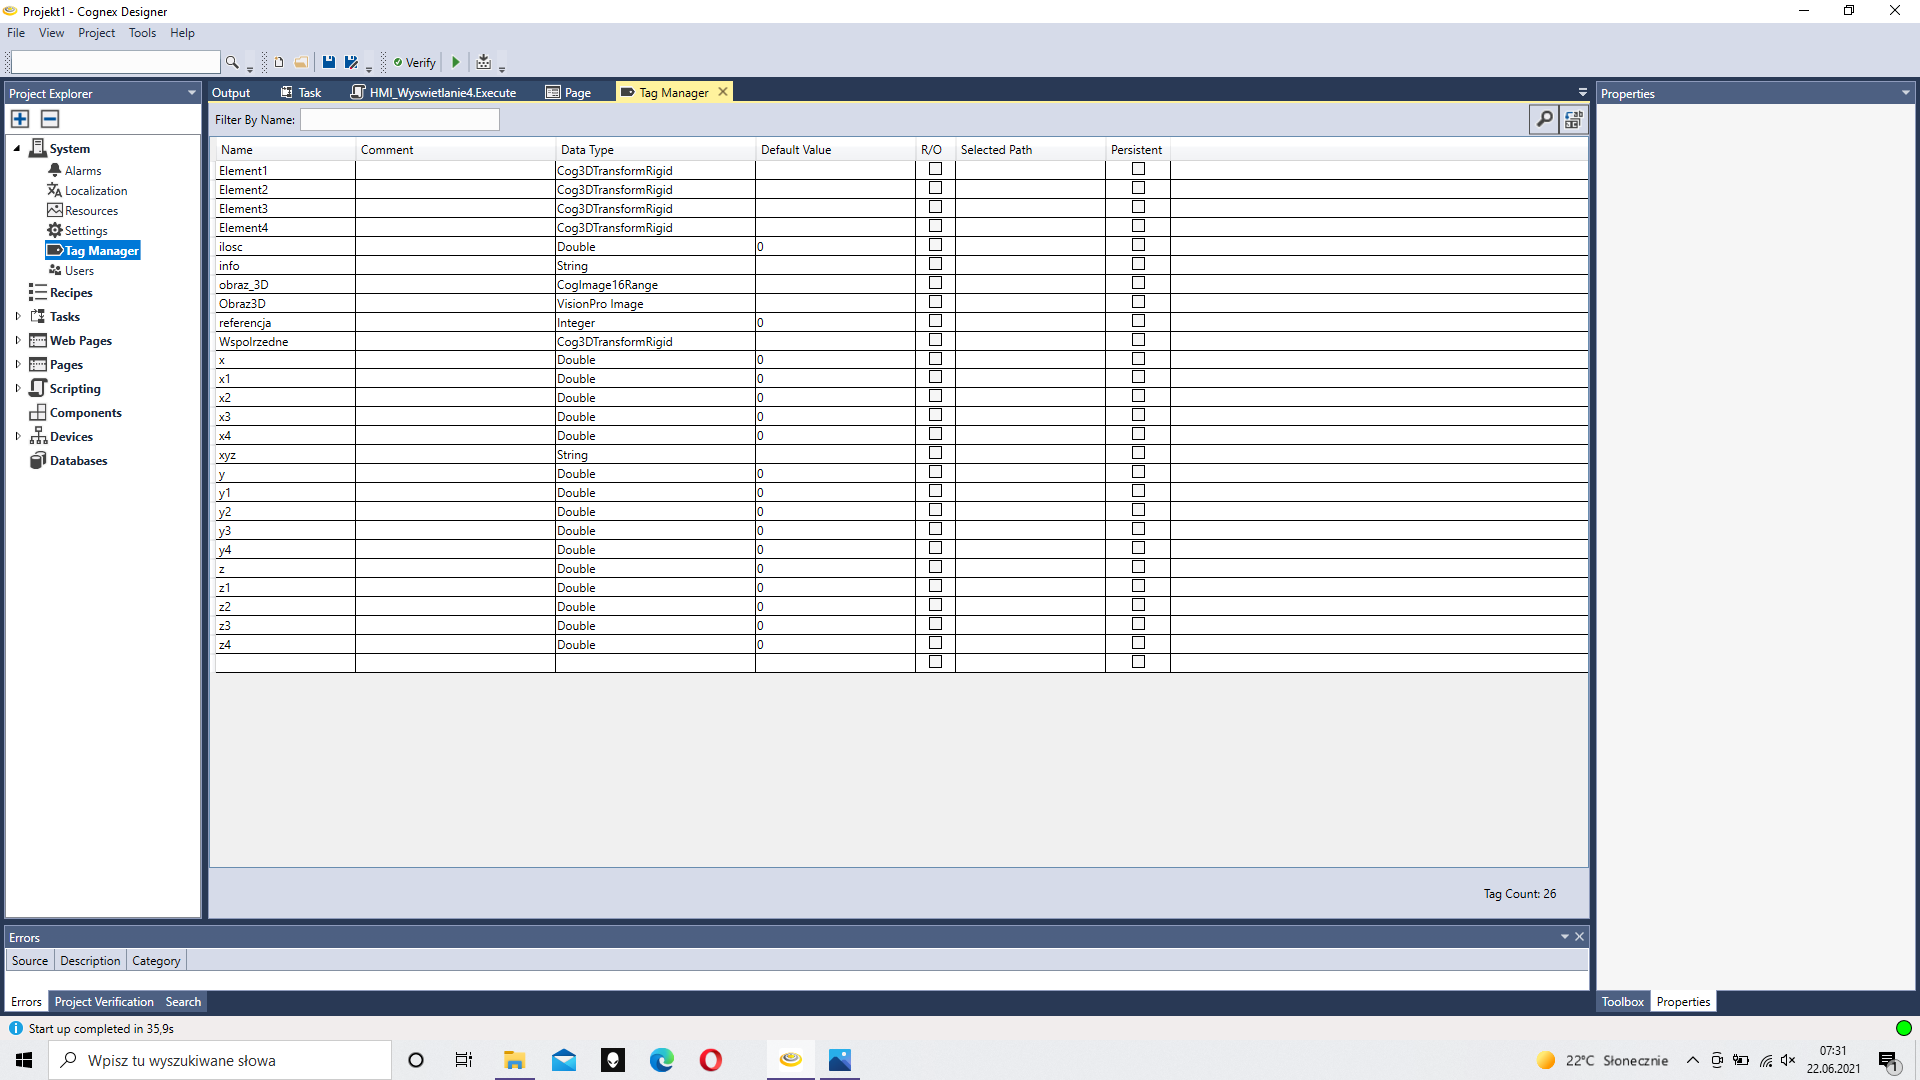 Projekt1 - Cognex Designer
File View Project Tools Help
Verify
Project Explorer
Output Task HMI_Wyswietlanie4.Execute Page Tag Manager
Properties
Filter By Name:
System
Alarms
Localization
Resources
Settings
Tag Manager
Users
Recipes
Tasks
Web Pages
Pages
Scripting
Components
Devices
Databases
Name Comment Data Type Default Value R/O Selected Path Persistent
Element1 Cog3DTransformRigid
Element2 Cog3DTransformRigid
Element3 Cog3DTransformRigid
Element4 Cog3DTransformRigid
ilosc Double 0
info String
obraz_3D CogImage16Range
Obraz3D VisionPro Image
referencja Integer 0
Wspolrzedne Cog3DTransformRigid
x Double 0
x1 Double 0
x2 Double 0
x3 Double 0
x4 Double 0
xyz String
y Double 0
y1 Double 0
y2 Double 0
y3 Double 0
y4 Double 0
z Double 0
z1 Double 0
z2 Double 0
z3 Double 0
z4 Double 0
Tag Count: 26
Errors
Source Description Category
Errors Project Verification Search
Toolbox Properties
Start up completed in 35,9s
Wpisz tu wyszukiwane słowa
22°C Słonecznie
07:31
22.06.2021
1